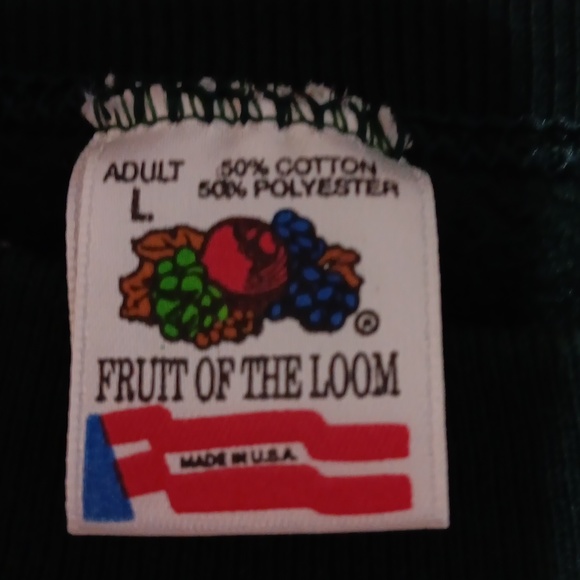 ADULT 50% COTTON
L. 50% POLYESTER
®
FRUIT OF THE LOOM
MADE IN U.S.A.